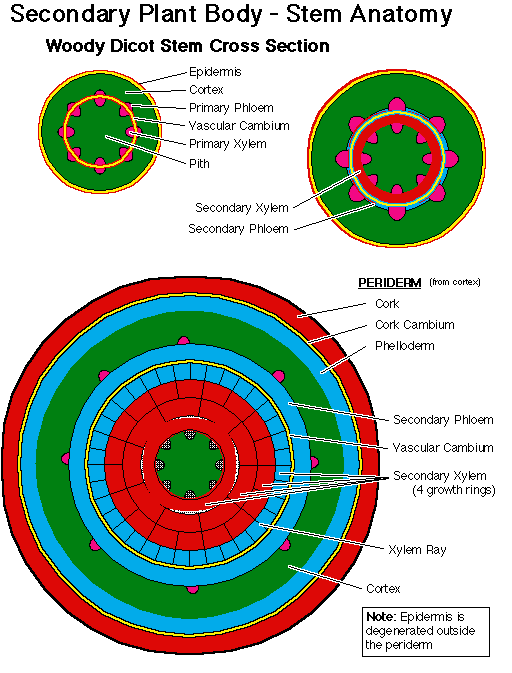 Secondary Plant Body - Stem Anatomy
Woody Dicot Stem Cross Section
Epidermis
Cortex
Primary Phloem
Vascular Cambium
Primary Xylem
Pith
Secondary Xylem
Secondary Phloem
PERIDERM (from cortex)
Cork
Cork Cambium
Phelloderm
Secondary Phloem
Vascular Cambium
Secondary Xylem
(4 growth rings)
Xylem Ray
Cortex
Note: Epidermis is
degenerated outside
the periderm